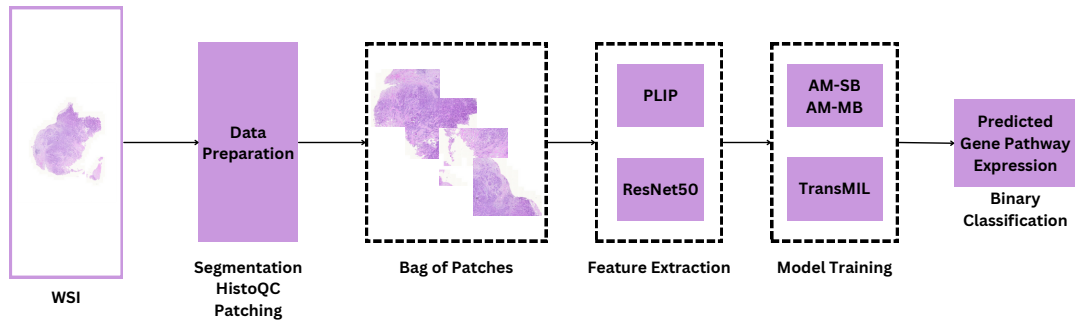 WSI
Data
Preparation
Segmentation
HistoQC
Patching
Bag of Patches
PLIP
ResNet50
Feature Extraction
AM-SB
AM-MB
TransMIL
Model Training
Predicted
Gene Pathway
Expression
Binary
Classification